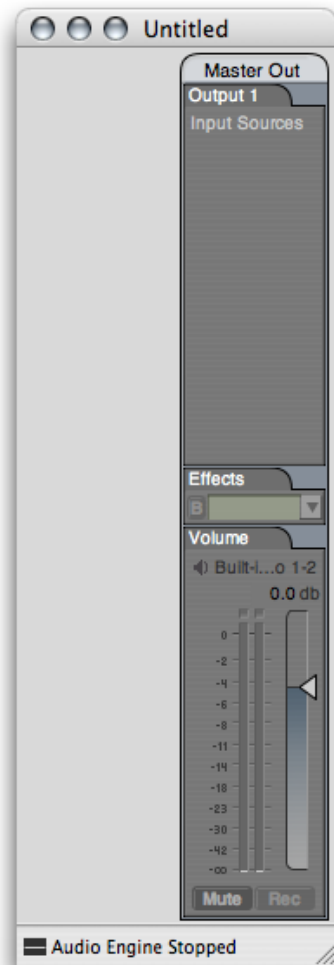 Untitled
Master Out
Output 1
Input Sources
Effects
B
Volume
Built-i...o 1-2
0.0 db
0
-2
-4
-6
-8
-11
-14
-18
-23
-30
-42
-∞
Mute Rec
Audio Engine Stopped